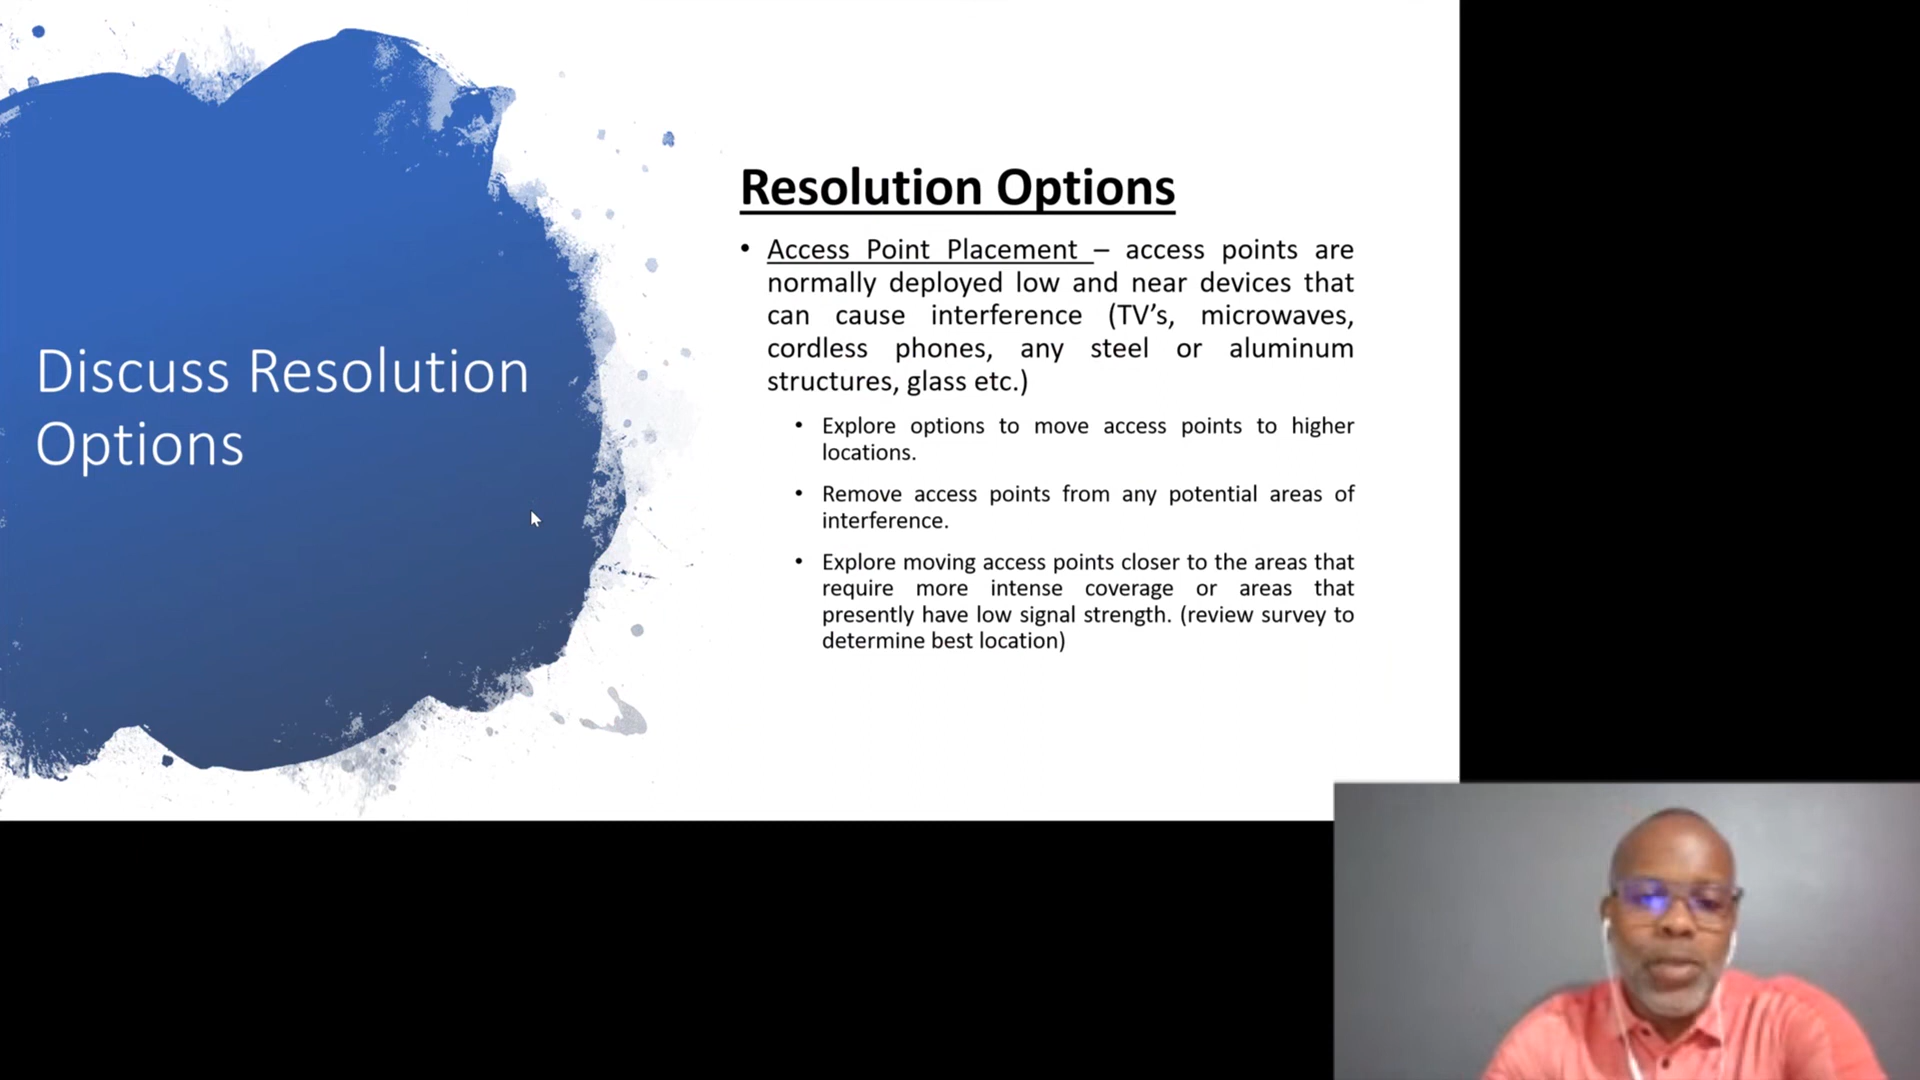 Discuss Resolution
Options
Resolution Options
• Access Point Placement – access points are
normally deployed low and near devices that
can cause interference (TV’s, microwaves,
cordless phones, any steel or aluminum
structures, glass etc.)
• Explore options to move access points to higher
locations.
• Remove access points from any potential areas of
interference.
• Explore moving access points closer to the areas that
require more intense coverage or areas that
presently have low signal strength. (review survey to
determine best location)